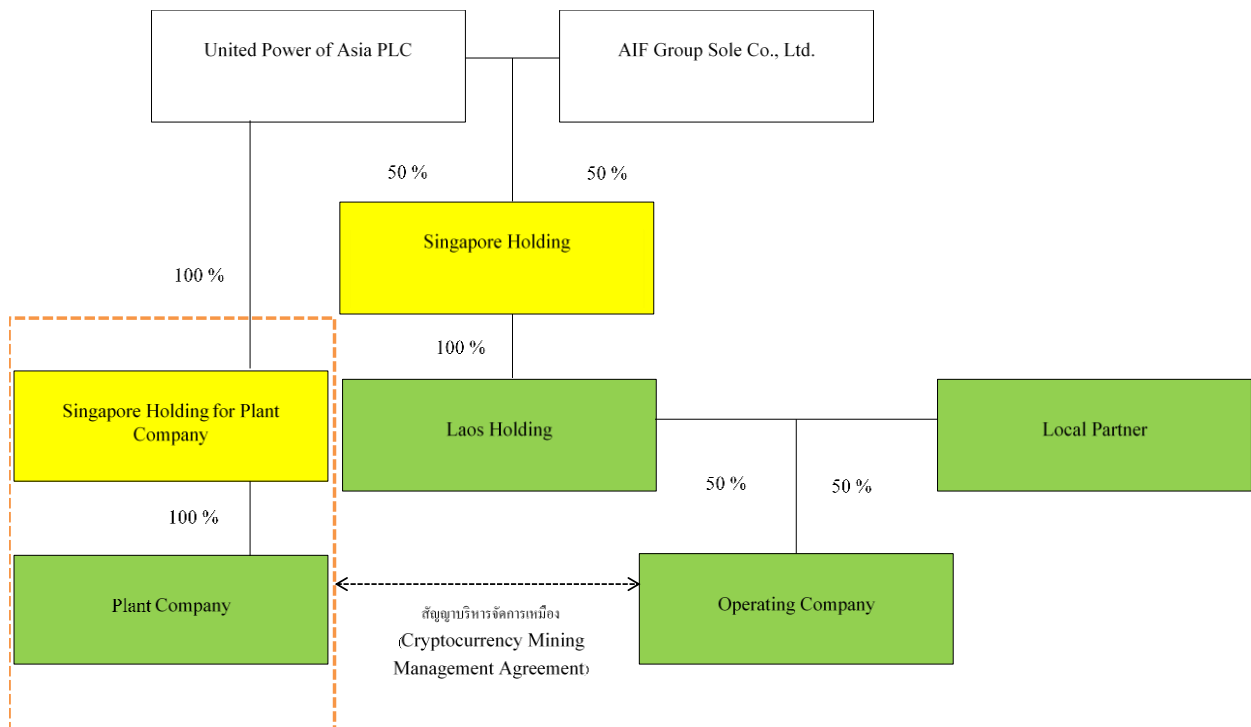 United Power of Asia PLC
AIF Group Sole Co., Ltd.
50 %
50 %
Singapore Holding
100 %
100 %
Singapore Holding for Plant
Company
Laos Holding
Local Partner
50 %
50 %
100 %
Plant Company
Operating Company
สัญญาบริหารจัดการเหมือง
(Cryptocurrency Mining
Management Agreement)